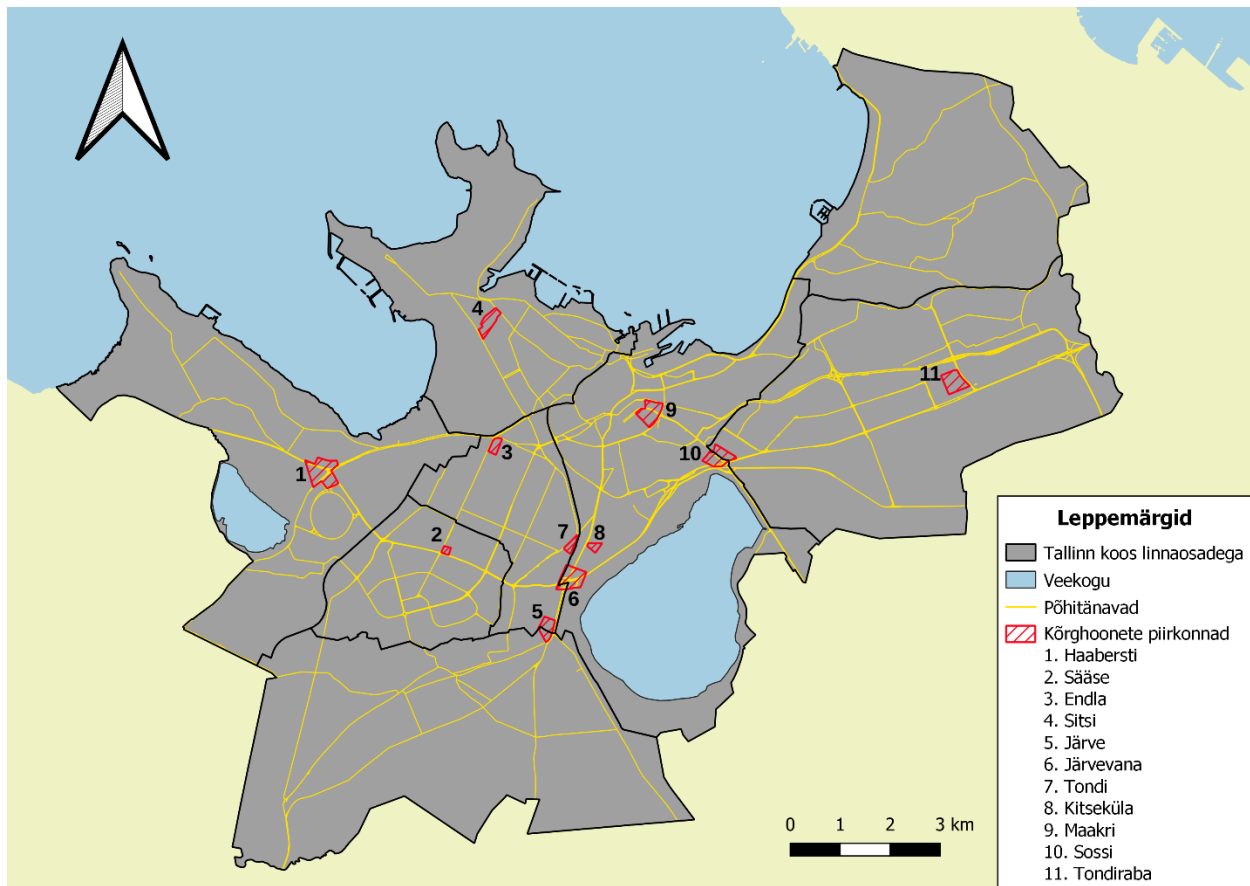 4
11
9
10
3
1
2
7
8
6
5
Leppemärgid
Tallinn koos linnaosadega
Veekogu
Põhitänavad
Kõrghoonete piirkonnad
1. Haabersti
2. Sääse
3. Endla
4. Sitsi
5. Järve
6. Järvevana
7. Tondi
8. Kitseküla
9. Maakri
10. Sossi
11. Tondiraba
0 1 2 3 km